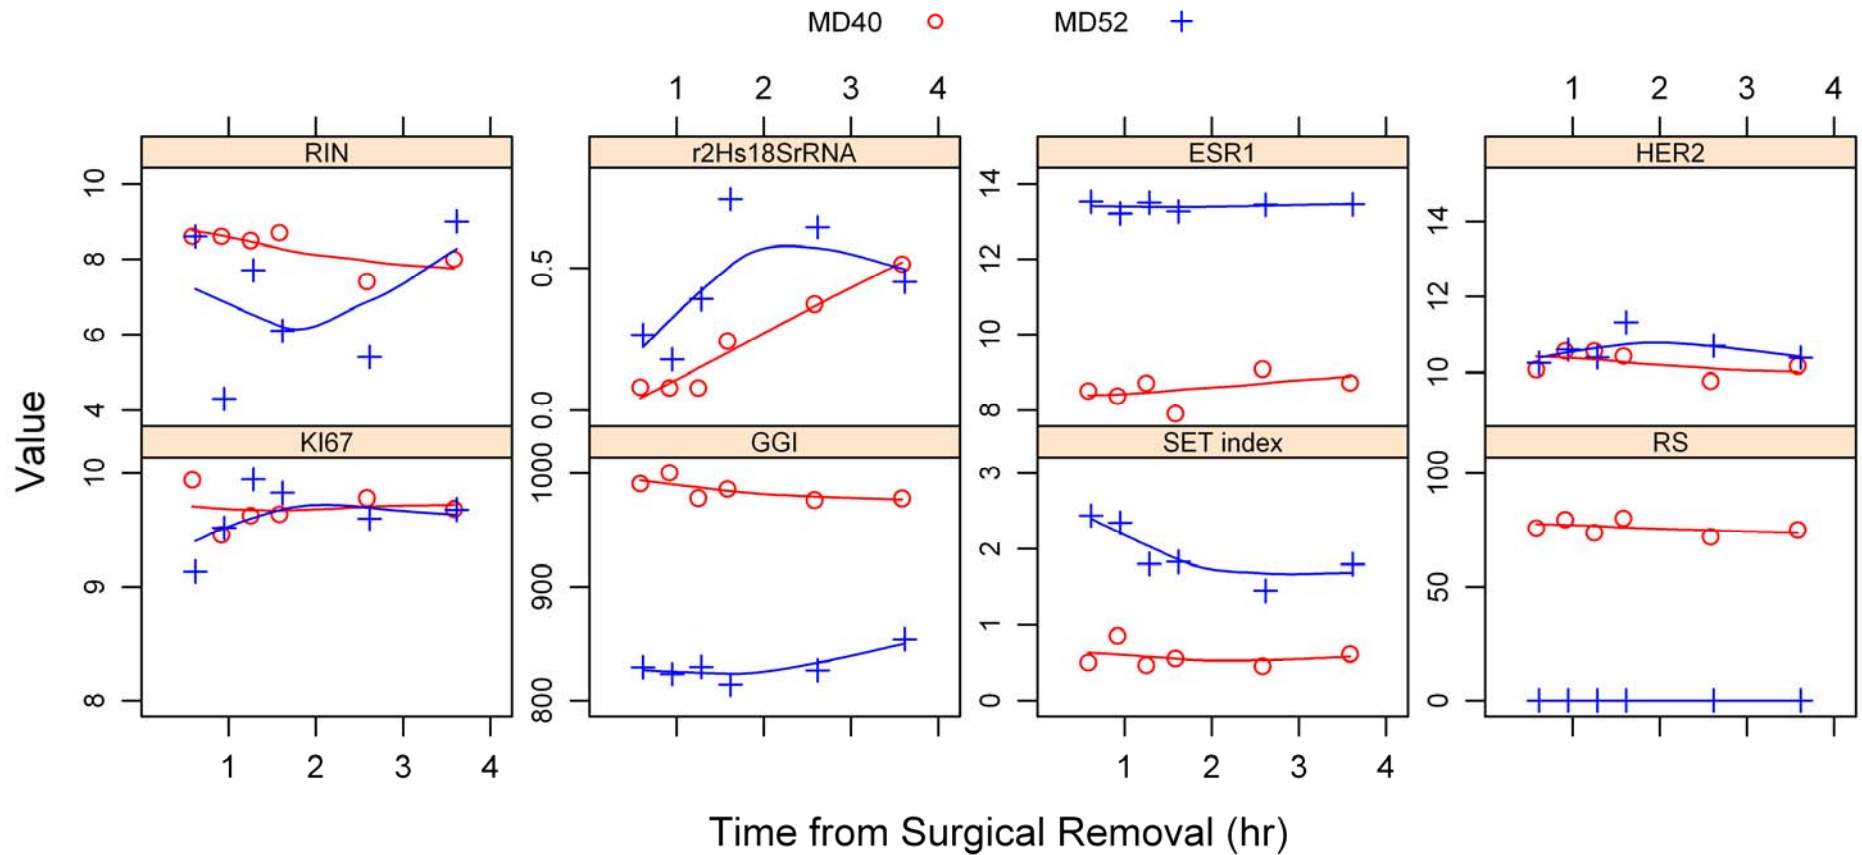 MD40 MD52
1 2 3 4 1 2 3 4
RIN r2Hs18SrRNA ESR1 HER2
10 8 6 4
0.5 0.0
14 12 10 8
14 12 10
KI67 GGI SET index RS
10 9 8
1000 900 800
3 2 1 0
100 50 0
1 2 3 4 1 2 3 4
Value
Time from Surgical Removal (hr)